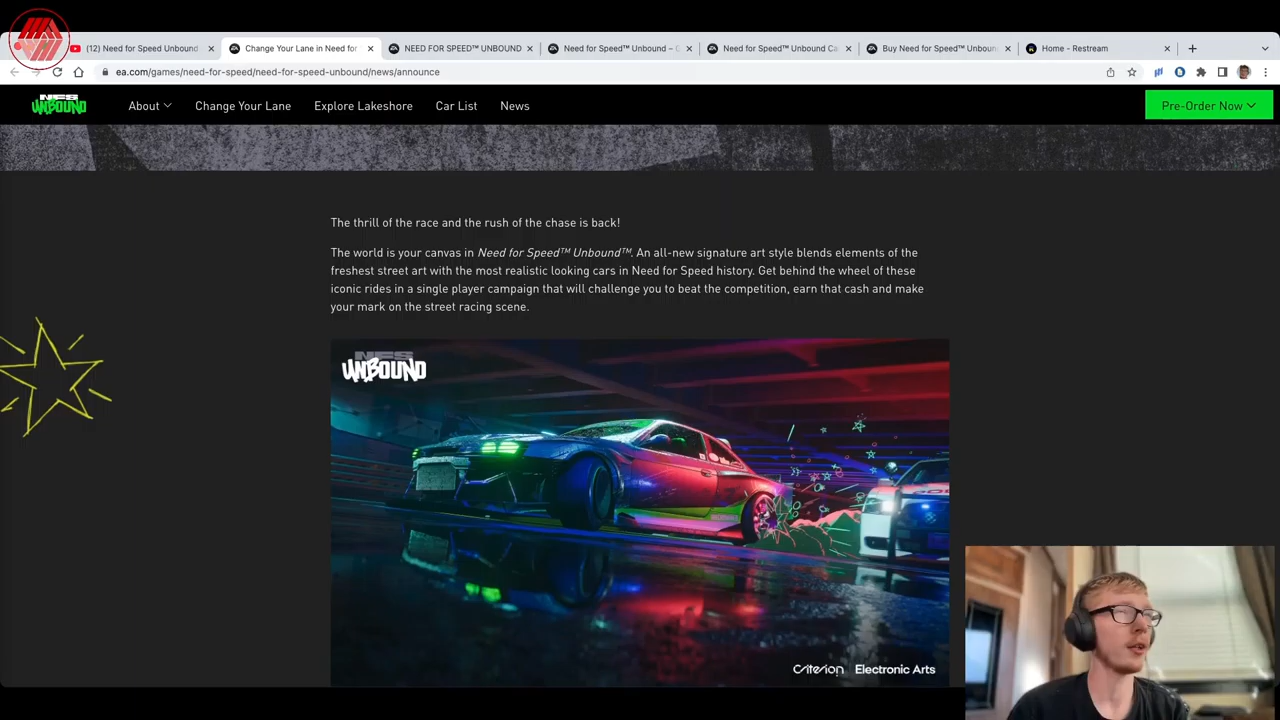 (12) Need for Speed Unbound
Change Your Lane in Need for
NEED FOR SPEED™ UNBOUND
Need for Speed™ Unbound – G
Need for Speed™ Unbound Ca
Buy Need for Speed™ Unboun
Home - Restream
ea.com/games/need-for-speed/need-for-speed-unbound/news/announce
NFS
UNBOUND
About
Change Your Lane
Explore Lakeshore
Car List
News
Pre-Order Now
The thrill of the race and the rush of the chase is back!
The world is your canvas in Need for Speed™ Unbound™. An all-new signature art style blends elements of the
freshest street art with the most realistic looking cars in Need for Speed history. Get behind the wheel of these
iconic rides in a single player campaign that will challenge you to beat the competition, earn that cash and make
your mark on the street racing scene.
NFS
UNBOUND
Criterion Electronic Arts